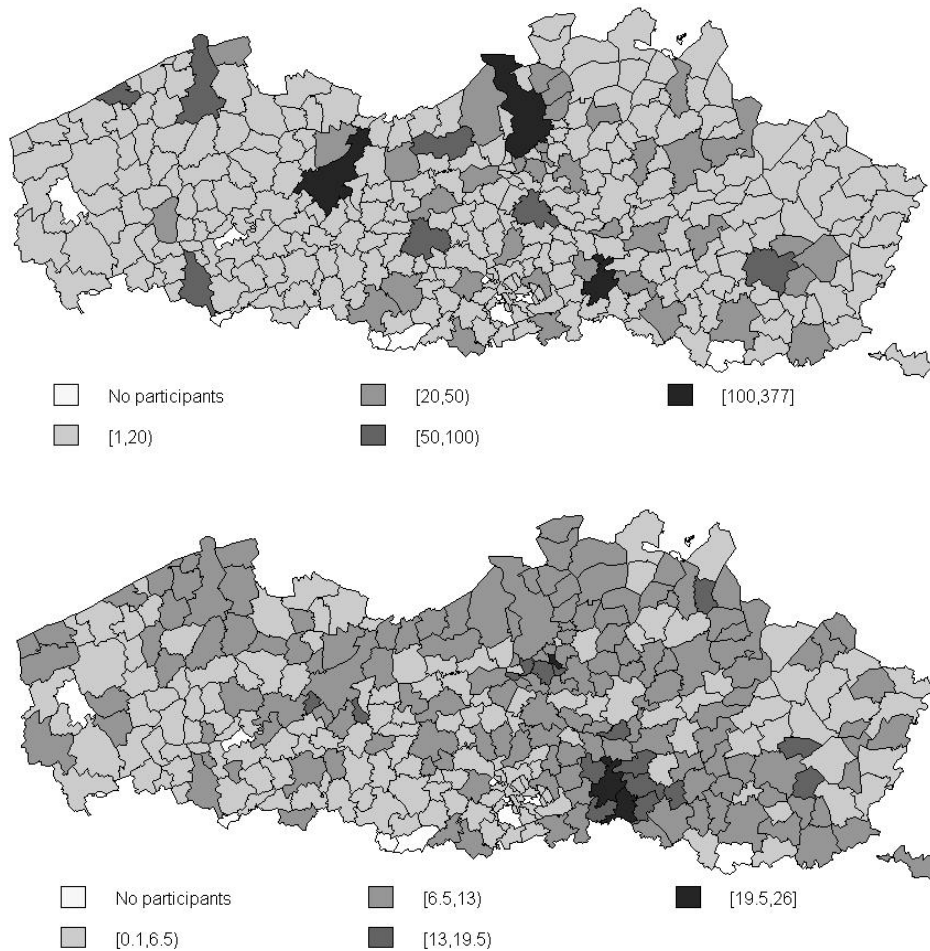 No participants [20,50) [100,377]
[1,20) [50,100)
No participants [6.5,13) [19.5,26]
[0.1,6.5) [13,19.5)